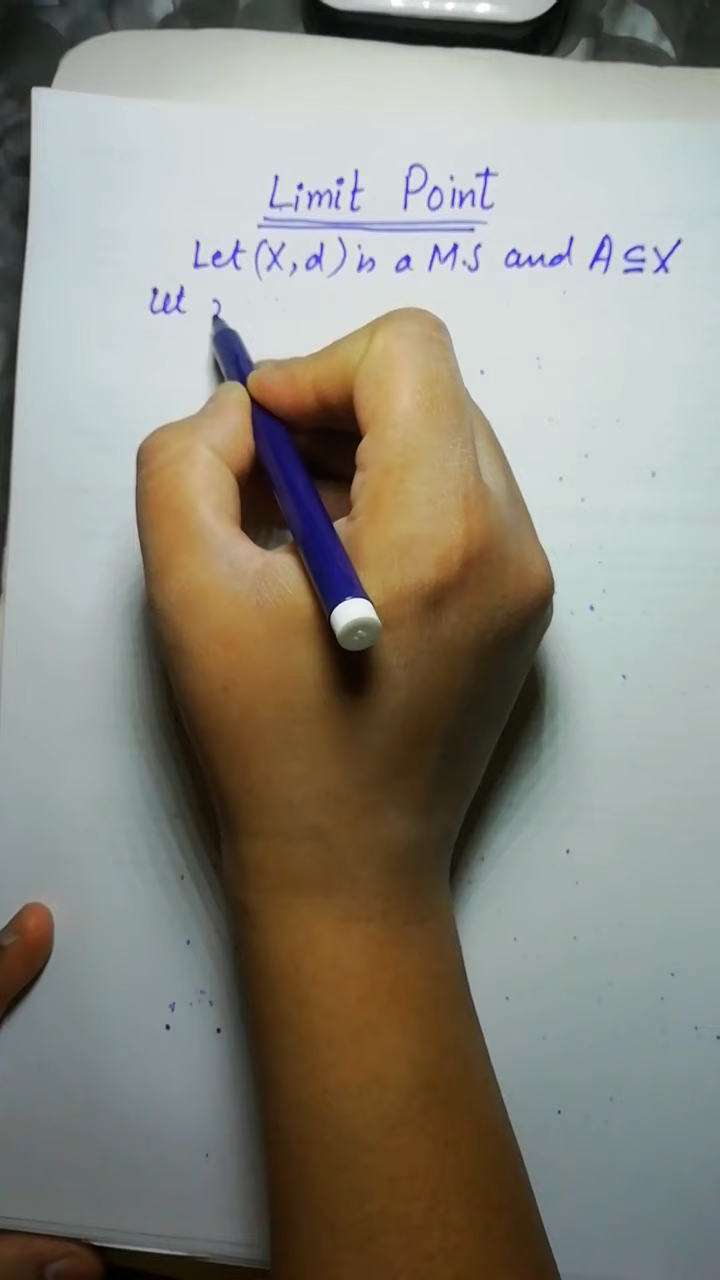 Limit Point
Let (X, d) is a M.S and A ⊆ X
Let